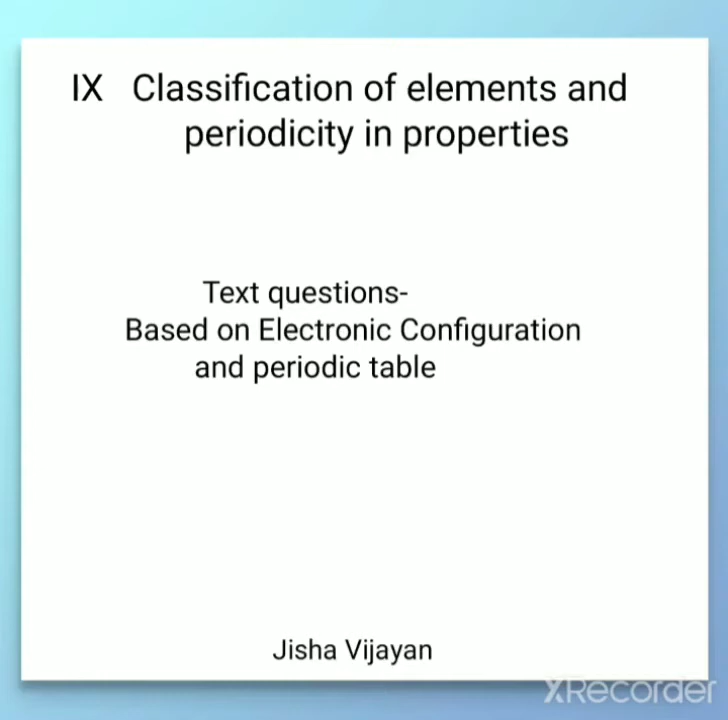 IX Classification of elements and
periodicity in properties
Text questions-
Based on Electronic Configuration
and periodic table
Jisha Vijayan
XRecorder